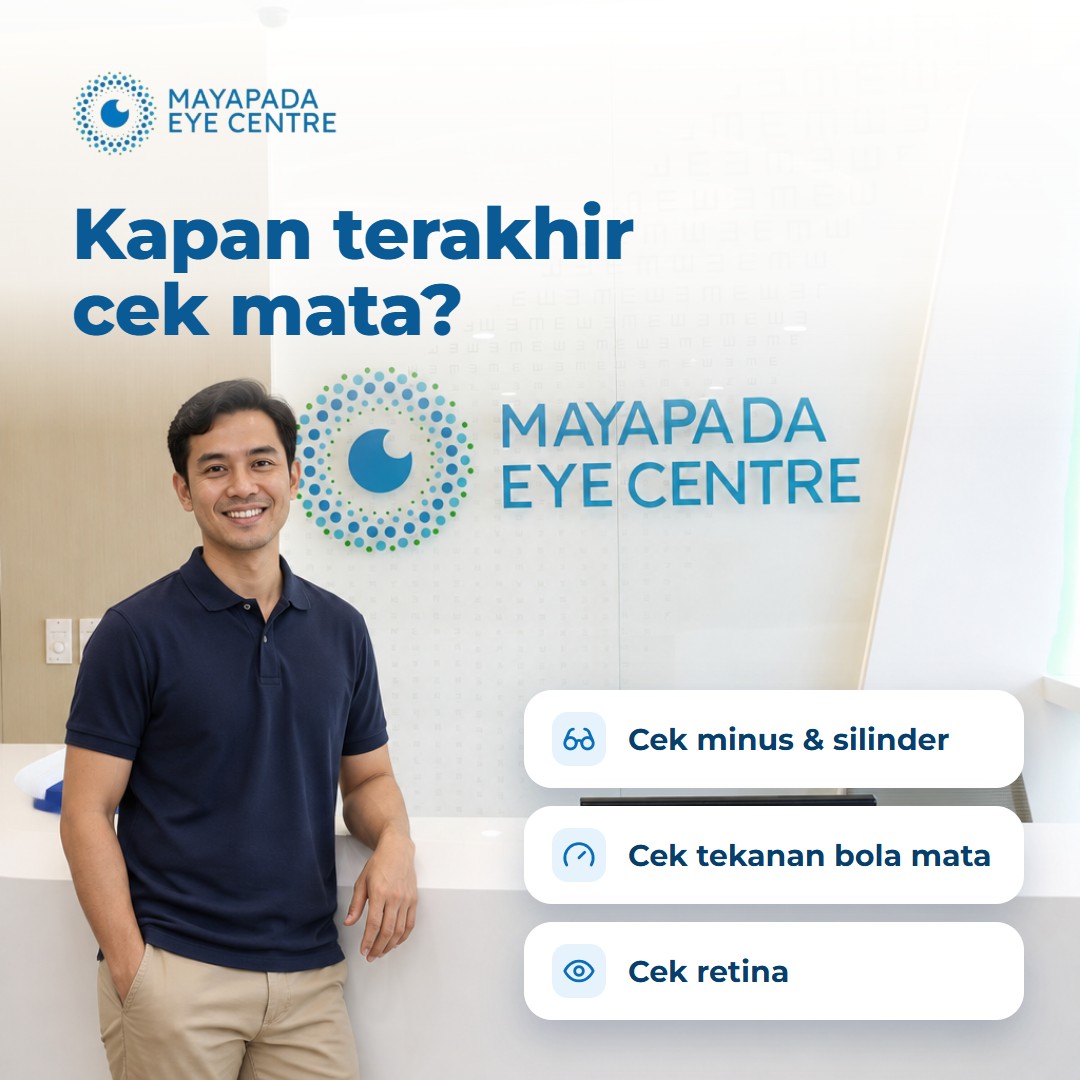 MAYAPADA
EYE CENTRE
Kapan terakhir
cek mata?
MAYAPADA
EYE CENTRE
Cek minus & silinder
Cek tekanan bola mata
Cek retina